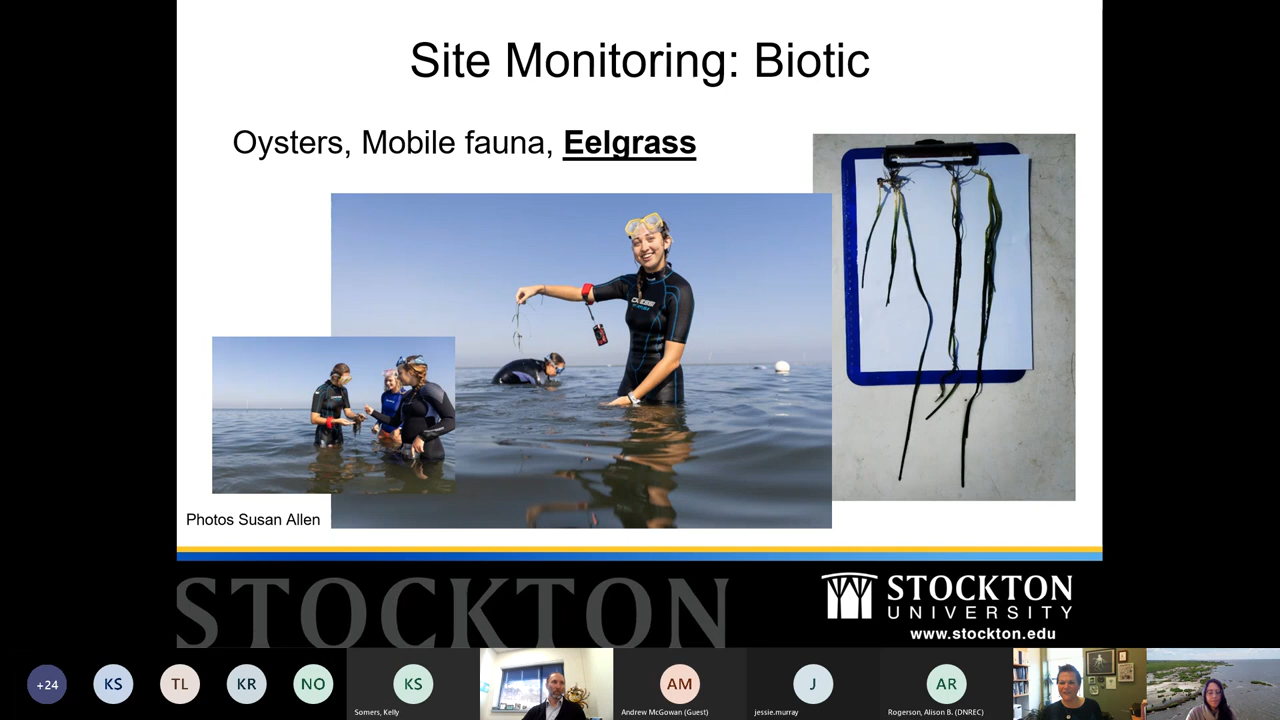 Site Monitoring: Biotic
Oysters, Mobile fauna, Eelgrass
CRESSI
Photos Susan Allen
STOCKTON
STOCKTON
UNIVERSITY
www.stockton.edu
+24
KS
TL
KR
NO
KS
Somers, Kelly
AM
Andrew McGowan (Guest)
J
jessie.murray
AR
Rogerson, Alison B. (DNREC)